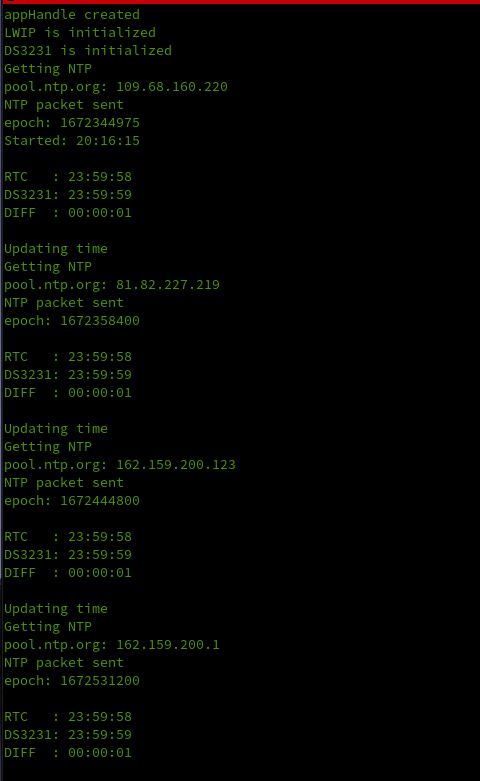 appHandle created
LWIP is initialized
DS3231 is initialized
Getting NTP
pool.ntp.org: 109.68.160.220
NTP packet sent
epoch: 1672344975
Started: 20:16:15
RTC   : 23:59:58
DS3231: 23:59:59
DIFF  : 00:00:01
Updating time
Getting NTP
pool.ntp.org: 81.82.227.219
NTP packet sent
epoch: 1672358400
RTC   : 23:59:58
DS3231: 23:59:59
DIFF  : 00:00:01
Updating time
Getting NTP
pool.ntp.org: 162.159.200.123
NTP packet sent
epoch: 1672444800
RTC   : 23:59:58
DS3231: 23:59:59
DIFF  : 00:00:01
Updating time
Getting NTP
pool.ntp.org: 162.159.200.1
NTP packet sent
epoch: 1672531200
RTC   : 23:59:58
DS3231: 23:59:59
DIFF  : 00:00:01